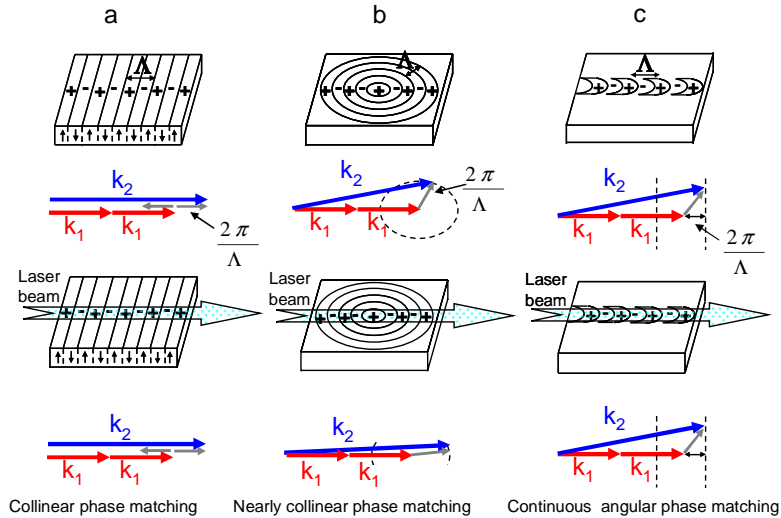 a
b
c
Λ
+ - + - + - +
Λ
+ - + - + - + - +
Λ
- + - + - + - +
k2
k1 k1
2π
Λ
k2
k1 k1
2π
Λ
k2
k1 k1
2π
Λ
Laser
beam
+ - + - + - +
Laser
beam
+ - + - + - + - +
Laser
beam
- + - + - + - +
k2
k1 k1
k2
k1 k1
k2
k1 k1
Collinear phase matching
Nearly collinear phase matching
Continuous angular phase matching